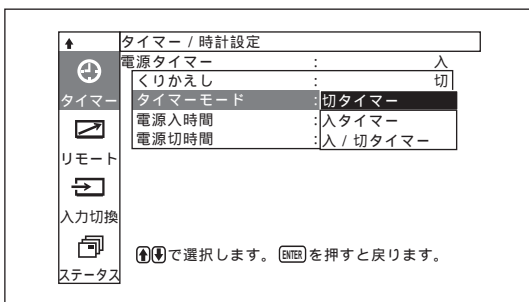 タイマー / 時計設定
電源タイマー : 入
くりかえし : 切
タイマーモード : 切タイマー
入タイマー
電源入時間 :
電源切時間 : 入 / 切タイマー
タイマー
リモート
入力切換
ステータス
で選択します。 ENTER を押すと戻ります。